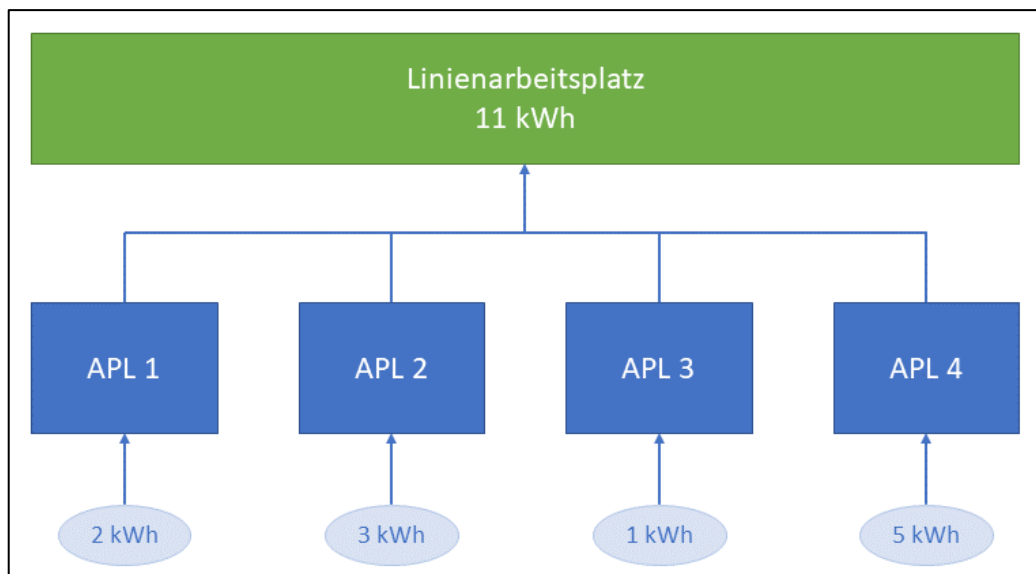 Linienarbeitsplatz
11 kWh
APL 1
APL 2
APL 3
APL 4
2 kWh
3 kWh
1 kWh
5 kWh